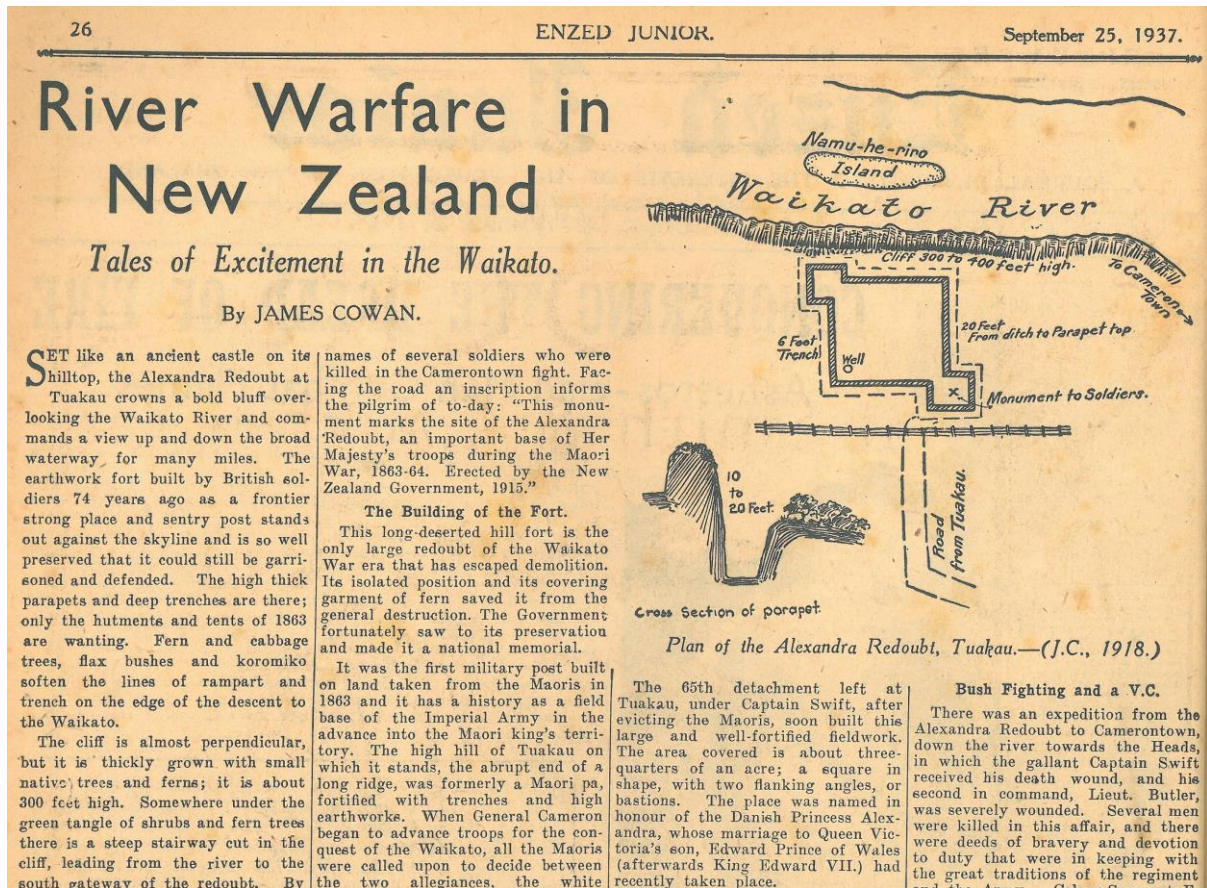 26
ENZED JUNIOR.
September 25, 1937.
River Warfare in
New Zealand
Tales of Excitement in the Waikato.
By JAMES COWAN.
SET like an ancient castle on its
hilltop, the Alexandra Redoubt at
Tuakau crowns a bold bluff over-
looking the Waikato River and com-
mands a view up and down the broad
waterway for many miles. The
earthwork fort built by British sol-
diers 74 years ago as a frontier
strong place and sentry post stands
out against the skyline and is so well
preserved that it could still be garri-
soned and defended. The high thick
parapets and deep trenches are there;
only the hutments and tents of 1863
are wanting. Fern and cabbage
trees, flax bushes and koromiko
soften the lines of rampart and
trench on the edge of the descent to
the Waikato.
The cliff is almost perpendicular,
but it is thickly grown with small
native trees and ferns; it is about
300 feet high. Somewhere under the
green tangle of shrubs and fern trees
there is a steep stairway cut in the
cliff, leading from the river to the
south gateway of the redoubt. By
names of several soldiers who were
killed in the Camerontown fight. Fac-
ing the road an inscription informs
the pilgrim of to-day: "This monu-
ment marks the site of the Alexandra
Redoubt, an important base of Her
Majesty's troops during the Maori
War, 1863-64. Erected by the New
Zealand Government, 1915."
The Building of the Fort.
This long-deserted hill fort is the
only large redoubt of the Waikato
War era that has escaped demolition.
Its isolated position and its covering
garment of fern saved it from the
general destruction. The Government
fortunately saw to its preservation
and made it a national memorial.
It was the first military post built
on land taken from the Maoris in
1863 and it has a history as a field
base of the Imperial Army in the
advance into the Maori king's terri-
tory. The high hill of Tuakau on
which it stands, the abrupt end of a
long ridge, was formerly a Maori pa,
fortified with trenches and high
earthworks. When General Cameron
began to advance troops for the con-
quest of the Waikato, all the Maoris
were called upon to decide between
the two allegiances, the white
Namu-he-riro
Island
Waikato River
Cliff 300 to 400 feet high.
To Cameron
Town
20 Feet
From ditch to Parapet top
6 Foot
Trench
Well
x
Monument to Soldiers.
10
to
20 Feet.
Road
from Tuakau.
Cross Section of parapet
Plan of the Alexandra Redoubt, Tuakau.—(J.C., 1918.)
The 65th detachment left at
Tuakau, under Captain Swift, after
evicting the Maoris, soon built this
large and well-fortified fieldwork.
The area covered is about three-
quarters of an acre; a square in
shape, with two flanking angles, or
bastions. The place was named in
honour of the Danish Princess Alex-
andra, whose marriage to Queen Vic-
toria's son, Edward Prince of Wales
(afterwards King Edward VII.) had
recently taken place.
Bush Fighting and a V.C.
There was an expedition from the
Alexandra Redoubt to Camerontown,
down the river towards the Heads,
in which the gallant Captain Swift
received his death wound, and his
second in command, Lieut. Butler,
was severely wounded. Several men
were killed in this affair, and there
were deeds of bravery and devotion
to duty that were in keeping with
the great traditions of the regiment